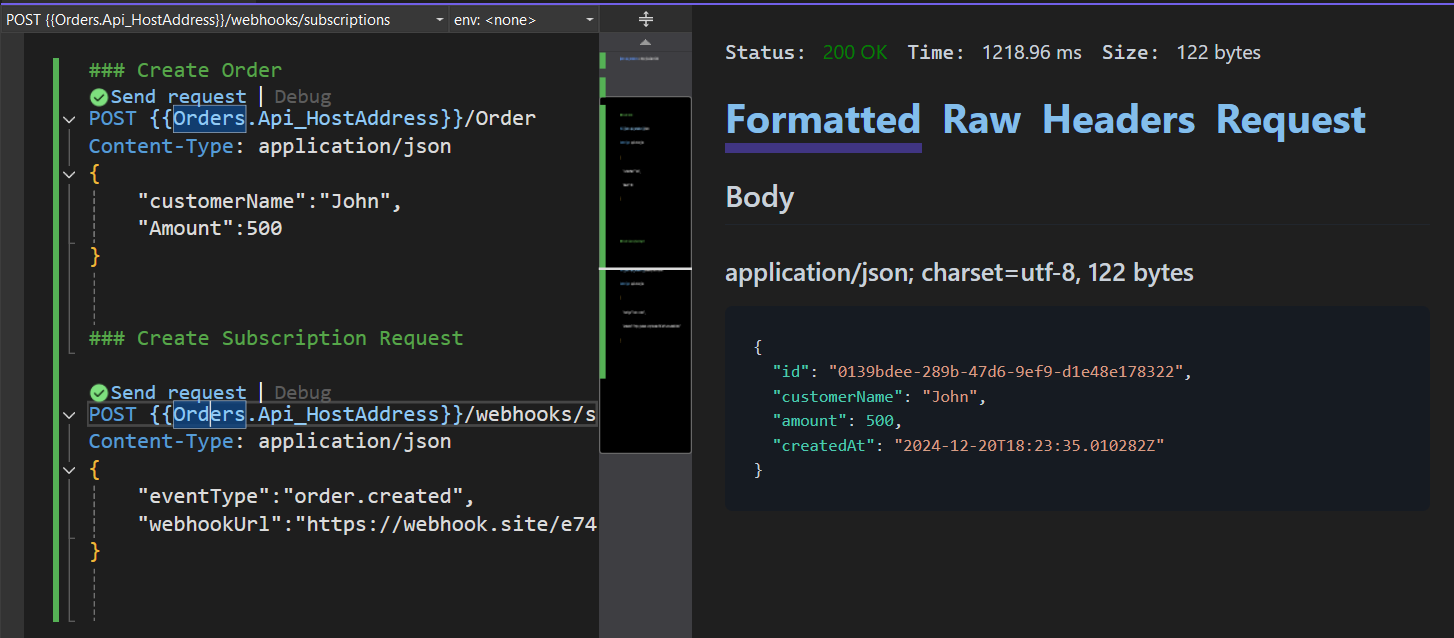 POST {{Orders.Api_HostAddress}}/webhooks/subscriptions
env: <none>
### Create Order
Send request | Debug
POST {{Orders.Api_HostAddress}}/Order
Content-Type: application/json
{
"customerName":"John",
"Amount":500
}
### Create Subscription Request
Send request | Debug
POST {{Orders.Api_HostAddress}}/webhooks/s
Content-Type: application/json
{
"eventType":"order.created",
"webhookUrl":"https://webhook.site/e74
}
Status: 200 OK Time: 1218.96 ms Size: 122 bytes
Formatted Raw Headers Request
Body
application/json; charset=utf-8, 122 bytes
{
"id": "0139bdee-289b-47d6-9ef9-d1e48e178322",
"customerName": "John",
"amount": 500,
"createdAt": "2024-12-20T18:23:35.010282Z"
}